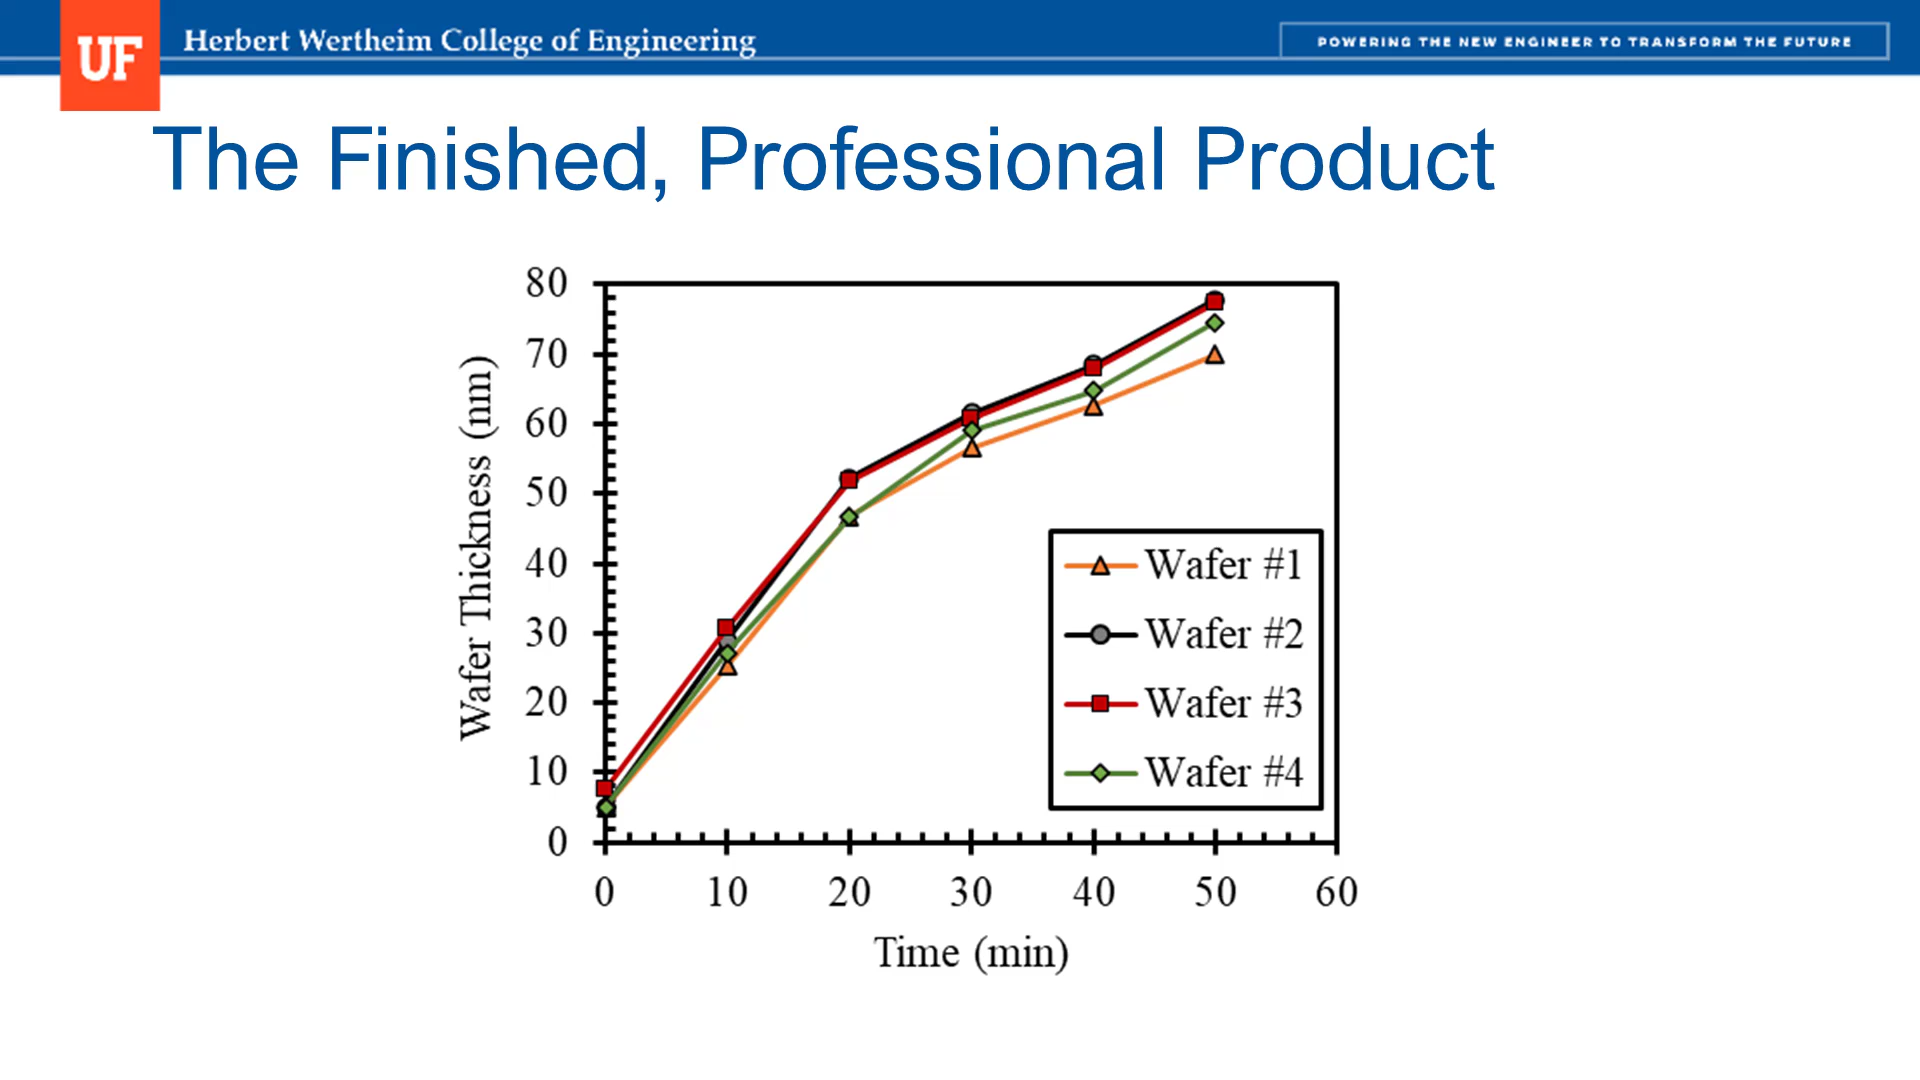 UF
Herbert Wertheim College of Engineering
POWERING THE NEW ENGINEER TO TRANSFORM THE FUTURE
The Finished, Professional Product
80
70
60
50
40
30
20
10
0
Wafer Thickness (nm)
Wafer #1
Wafer #2
Wafer #3
Wafer #4
0 10 20 30 40 50 60
Time (min)